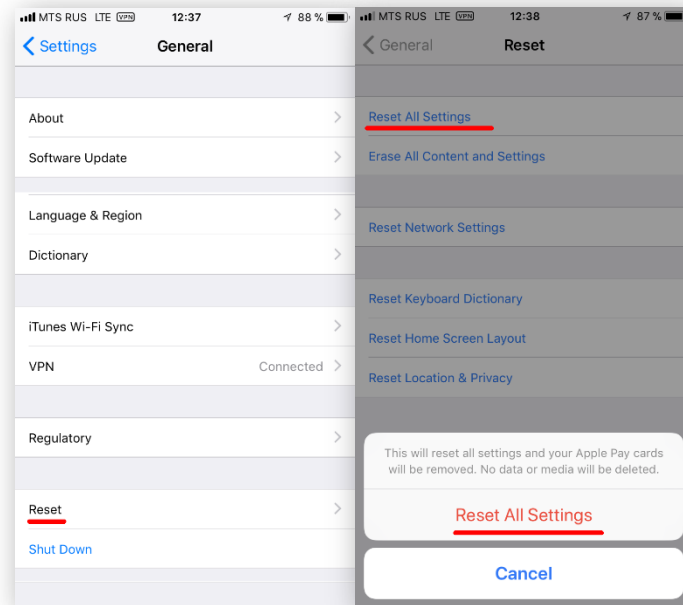 MTS RUS LTE VPN 12:37 88 %
Settings General
About
Software Update
Language & Region
Dictionary
iTunes Wi-Fi Sync
VPN Connected
Regulatory
Reset
Shut Down
MTS RUS LTE VPN 12:38 87 %
General Reset
Reset All Settings
Erase All Content and Settings
Reset Network Settings
Reset Keyboard Dictionary
Reset Home Screen Layout
Reset Location & Privacy
This will reset all settings and your Apple Pay cards
will be removed. No data or media will be deleted.
Reset All Settings
Cancel